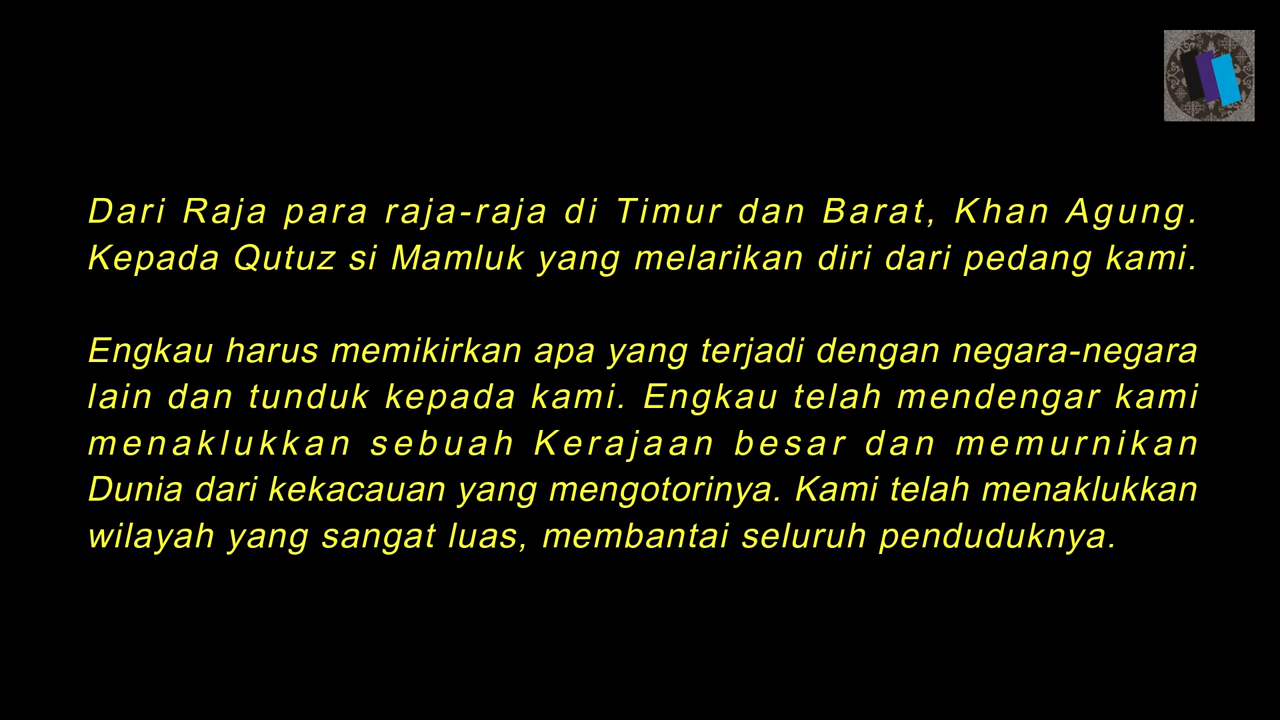 Dari Raja para raja-raja di Timur dan Barat, Khan Agung.
Kepada Qutuz si Mamluk yang melarikan diri dari pedang kami.
Engkau harus memikirkan apa yang terjadi dengan negara-negara
lain dan tunduk kepada kami. Engkau telah mendengar kami
menaklukkan sebuah Kerajaan besar dan memurnikan
Dunia dari kekacauan yang mengotorinya. Kami telah menaklukkan
wilayah yang sangat luas, membantai seluruh penduduknya.